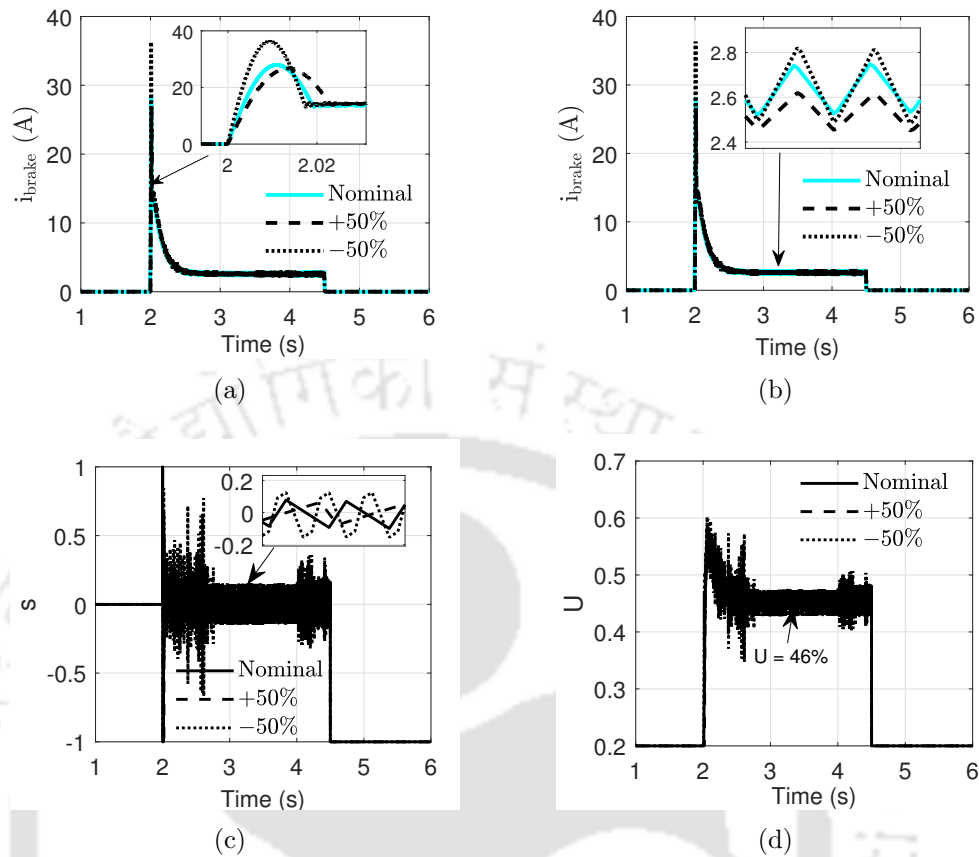 40
30
20
10
0
i_brake (A)
40
20
0
2
2.02
Nominal
+50%
−50%
1 2 3 4 5 6
Time (s)
(a)
40
30
20
10
0
i_brake (A)
2.8
2.6
2.4
Nominal
+50%
−50%
1 2 3 4 5 6
Time (s)
(b)
1
0.5
0
-0.5
-1
s
0.2
0
-0.2
Nominal
+50%
−50%
1 2 3 4 5 6
Time (s)
(c)
0.7
0.6
0.5
0.4
0.3
0.2
U
Nominal
+50%
−50%
U = 46%
1 2 3 4 5 6
Time (s)
(d)